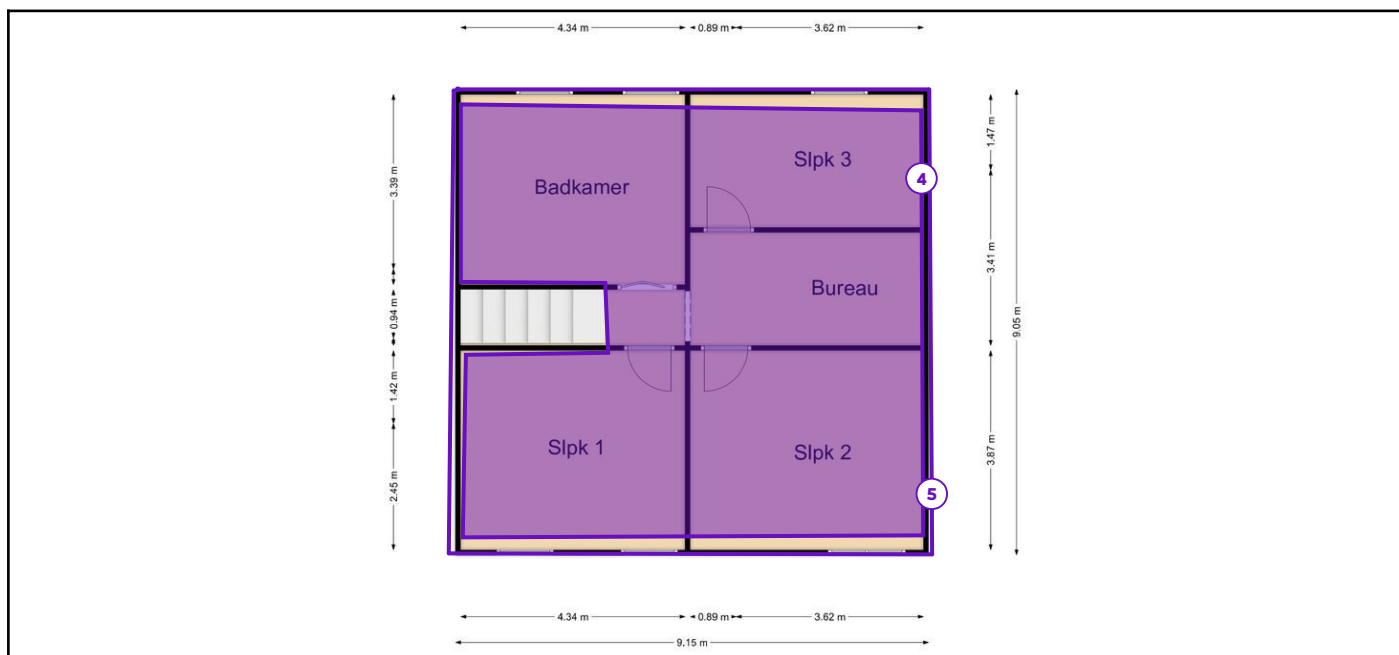 4.34 m 0.89 m 3.62 m
3.39 m
0.94 m
1.42 m
2.45 m
Badkamer
Slpk 3
4
Bureau
Slpk 1
Slpk 2
5
1.47 m
3.41 m
3.87 m
9.05 m
4.34 m 0.89 m 3.62 m
9.15 m